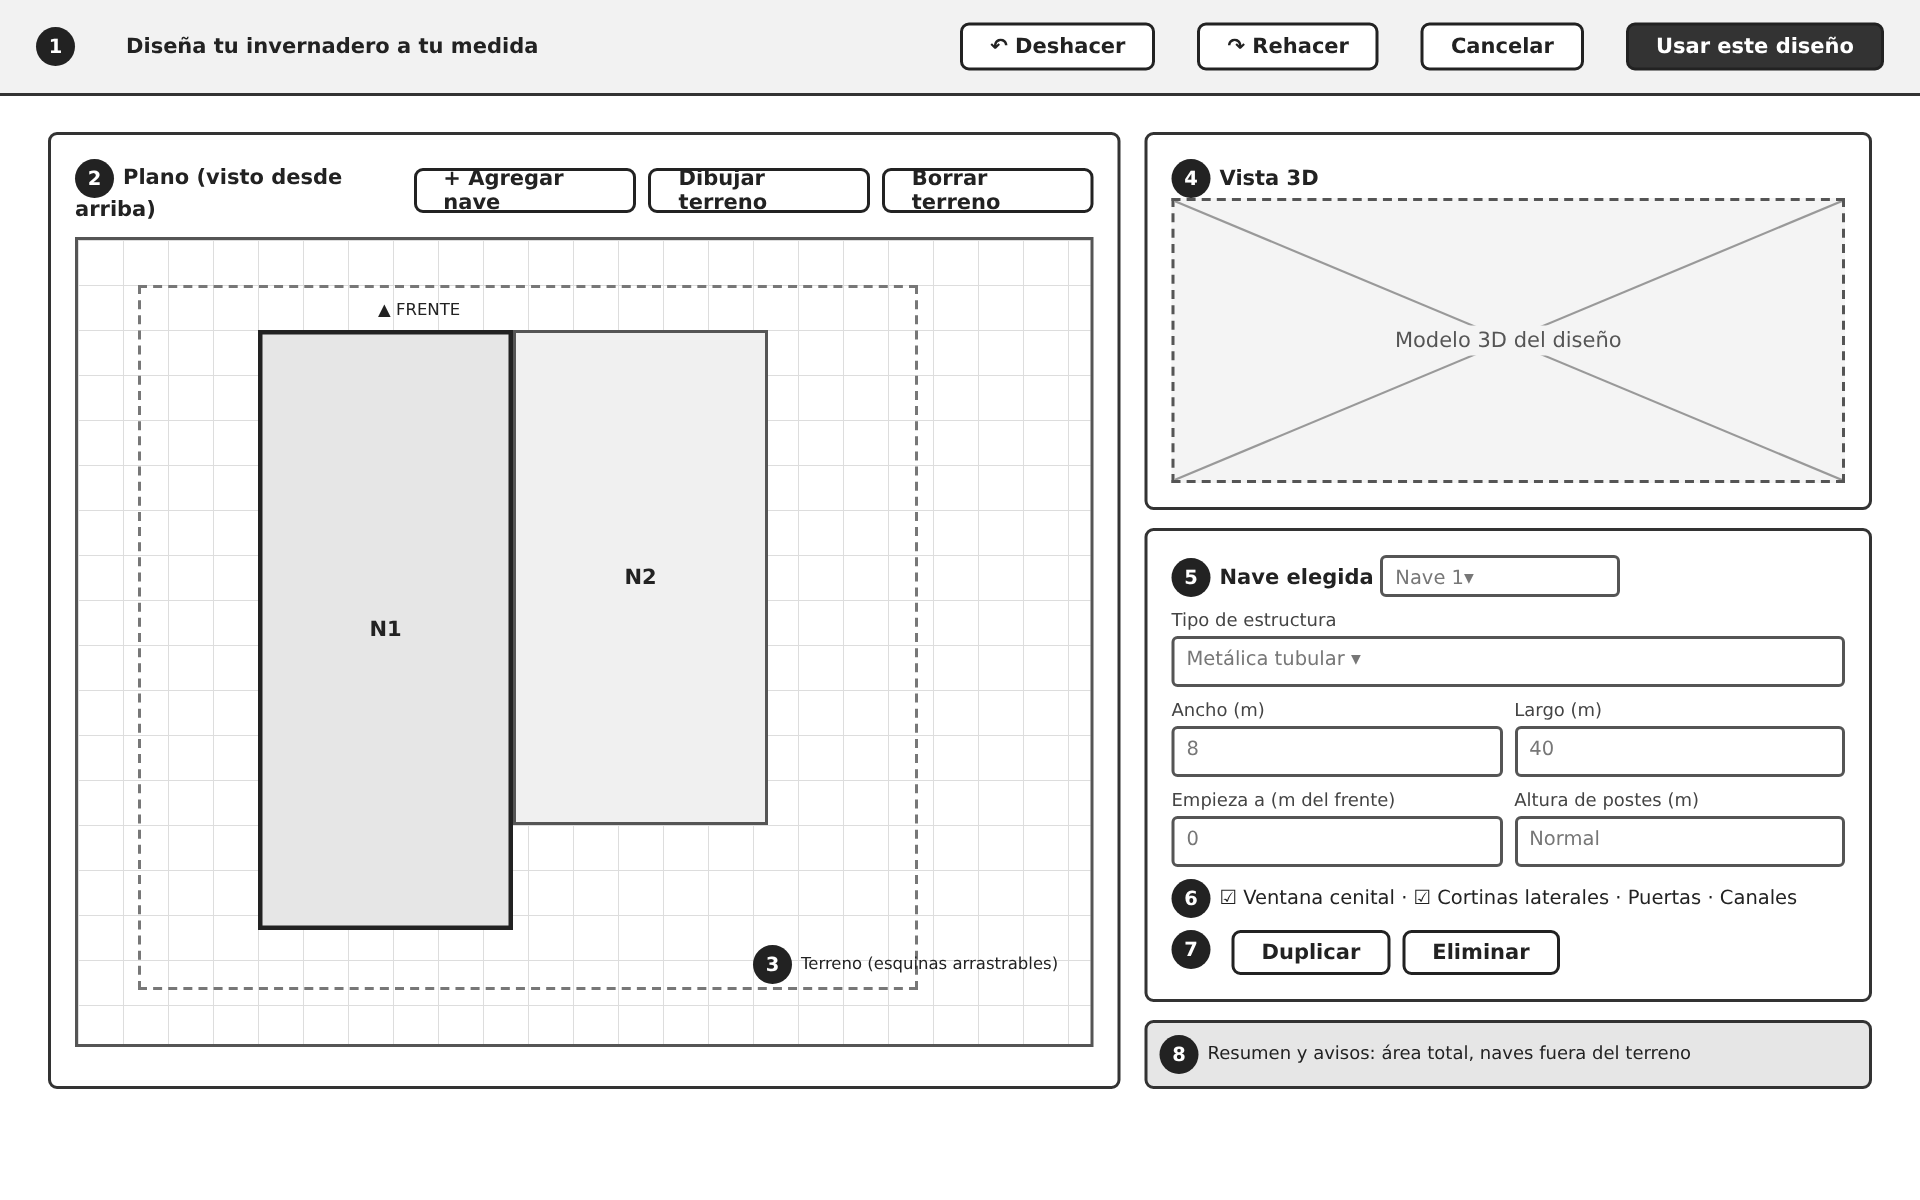 1 Diseña tu invernadero a tu medida ↶ Deshacer ↷ Rehacer Cancelar Usar este diseño
2 Plano (visto desde
arriba)
+ Agregar
nave
Dibujar
terreno
Borrar
terreno
▲ FRENTE
N1
N2
3 Terreno (esquinas arrastrables)
4 Vista 3D
Modelo 3D del diseño
5 Nave elegida Nave 1▾
Tipo de estructura
Metálica tubular ▾
Ancho (m) Largo (m)
8 40
Empieza a (m del frente) Altura de postes (m)
0 Normal
6 ☑ Ventana cenital · ☑ Cortinas laterales · Puertas · Canales
7 Duplicar Eliminar
8 Resumen y avisos: área total, naves fuera del terreno